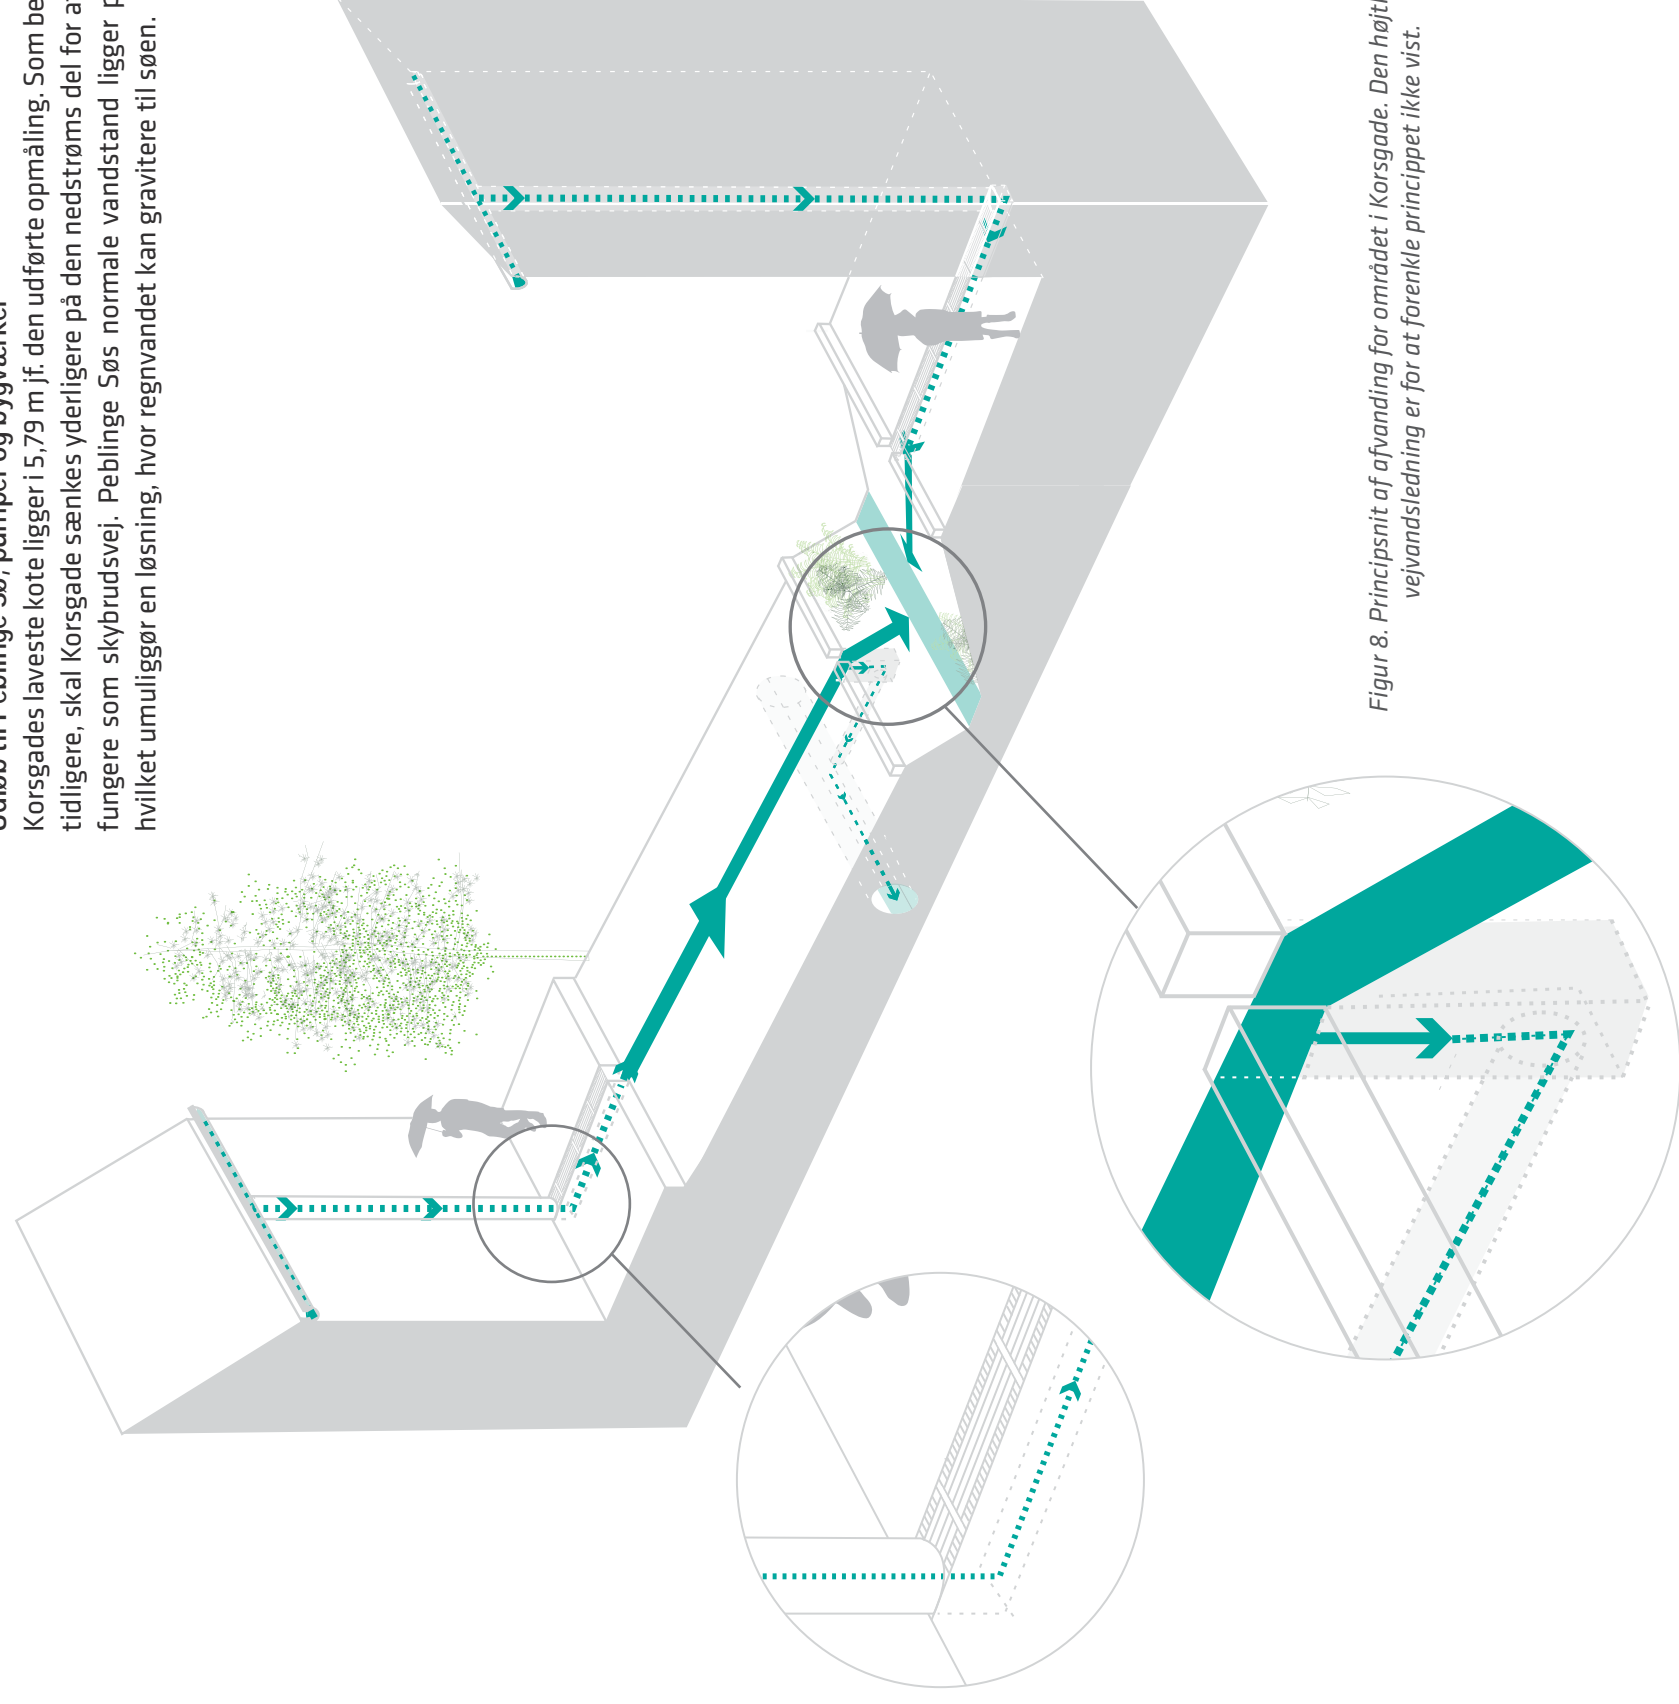 Korsgades laveste kote ligger i 5,79 m jf. den udførte opmåling. Som be
tidligere, skal Korsgade sænkes yderligere på den nedstrøms del for a
fungere som skybrudsvej. Peblinge Søs normale vandstand ligger p
hvilket umuliggør en løsning, hvor regnvandet kan gravitere til søen.
Figur 8. Principsnit af afvanding for området i Korsgade. Den højtl
vejvandsledning er for at forenkle princippet ikke vist.